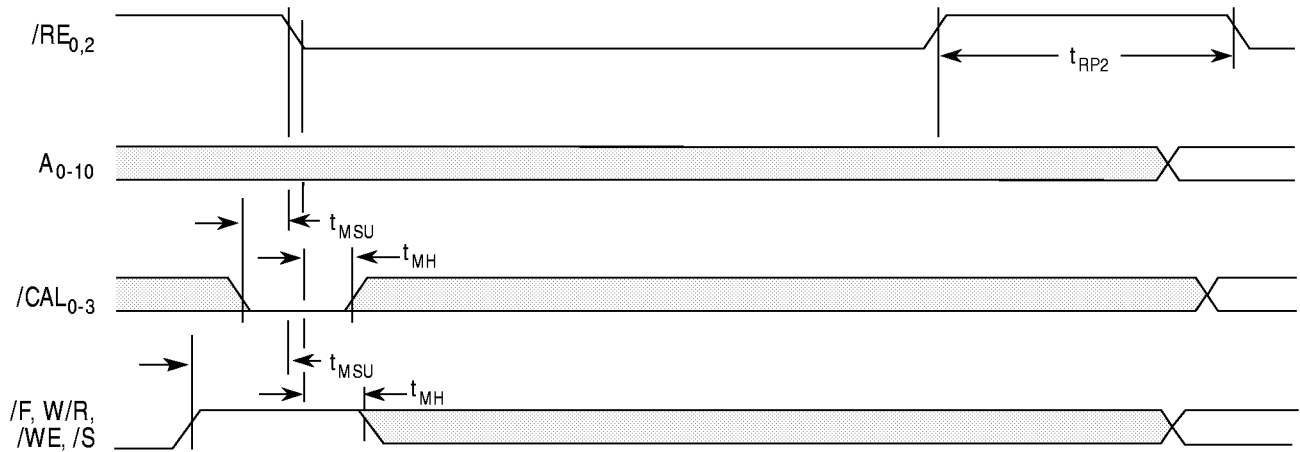 /RE0,2
tRP2
A0-10
tMSU
tMH
/CAL0-3
tMSU
tMH
/F, W/R,
/WE, /S